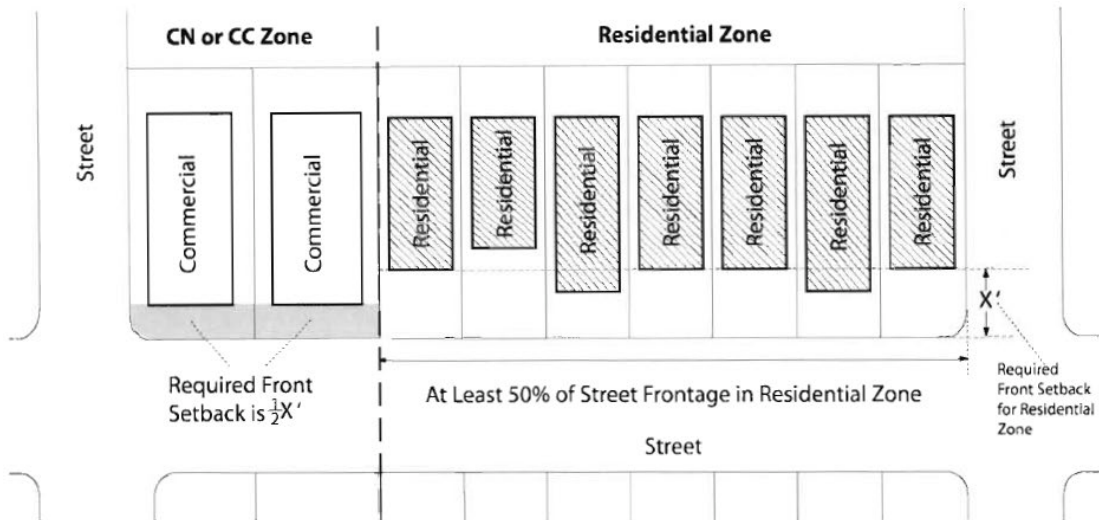 CN or CC Zone
Residential Zone
Street
Commercial
Commercial
Residential
Residential
Residential
Residential
Residential
Residential
Residential
Street
X'
Required Front
Setback is ½X'
At Least 50% of Street Frontage in Residential Zone
Required
Front Setback
for Residential
Zone
Street